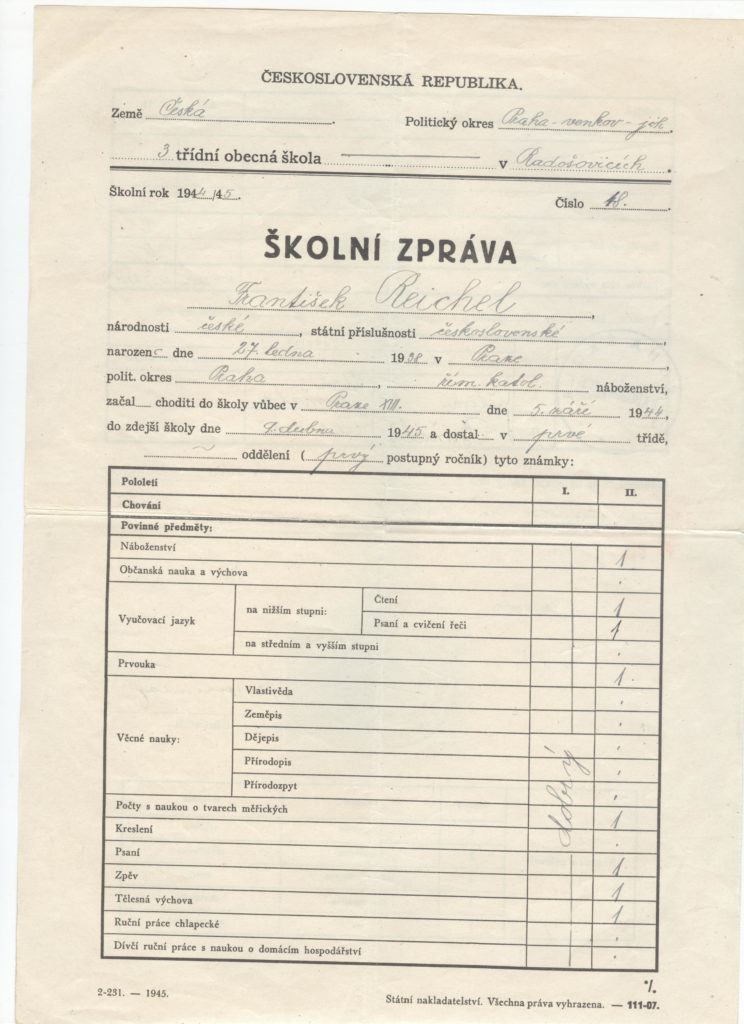 ČESKOSLOVENSKÁ REPUBLIKA.
Země Česká Politický okres Praha-venkov-jih.
3 třídní obecná škola v Radošovicích.
Školní rok 1944/45. Číslo 18.
ŠKOLNÍ ZPRÁVA
František Reichel,
národnosti české, státní příslušnosti československé,
narozen dne 27. ledna 1938 v Praze,
polit. okres Praha, řím. katol. náboženství,
začal choditi do školy vůbec v Praze XIII. dne 5. září 1944,
do zdejší školy dne 9. dubna 1945 a dostal v prvé třídě,
oddělení (prvý postupný ročník) tyto známky:
Pololetí I. II.
Chování
Povinné předměty:
Náboženství 1
Občanská nauka a výchova
Vyučovací jazyk na nižším stupni: Čtení 1
Psaní a cvičení řeči 1
na středním a vyšším stupni
Prvouka 1
Věcné nauky: Vlastivěda
Zeměpis
Dějepis
Přírodopis
Přírodozpyt
dobrý
Počty s naukou o tvarech měřických 1
Kreslení
Psaní 1
Zpěv 1
Tělesná výchova 1
Ruční práce chlapecké
Dívčí ruční práce s naukou o domácím hospodářství
·/.
2-231. — 1945. Státní nakladatelství. Všechna práva vyhrazena. — 111-07.